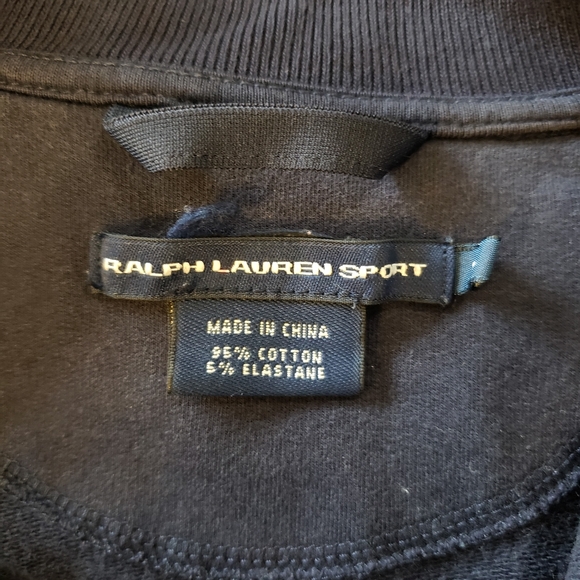 RALPH LAUREN SPORT
MADE IN CHINA
95% COTTON
5% ELASTANE